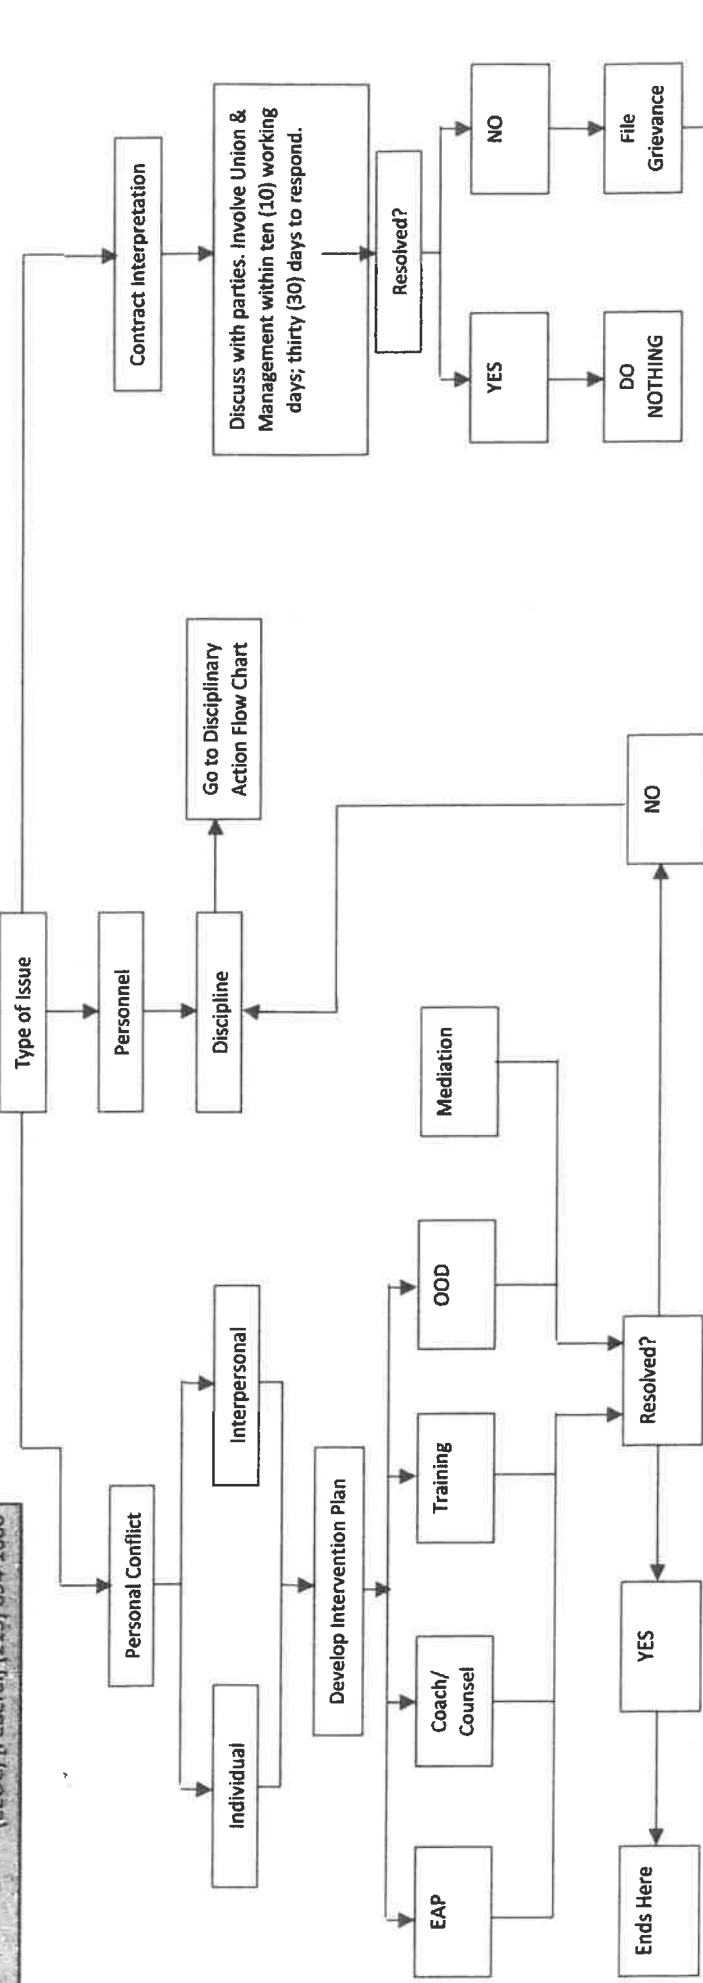 Type of Issue
Personal Conflict
Personnel
Contract Interpretation
Individual
Interpersonal
Discipline
Go to Disciplinary
Action Flow Chart
Discuss with parties. Involve Union &
Management within ten (10) working
days; thirty (30) days to respond.
Develop Intervention Plan
Resolved?
EAP
Coach/
Counsel
Training
OOD
Mediation
YES
NO
DO
NOTHING
File
Grievance
Ends Here
YES
Resolved?
NO